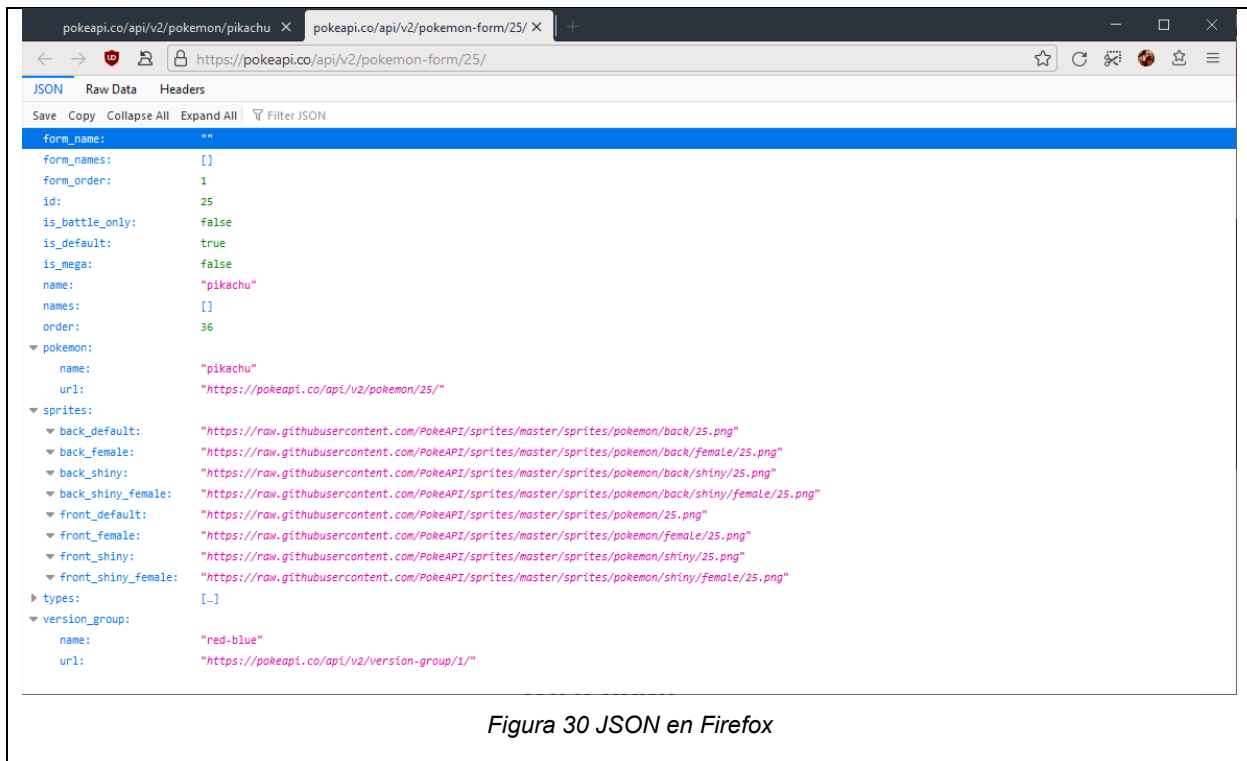 pokeapi.co/api/v2/pokemon/pikachu pokeapi.co/api/v2/pokemon-form/25/
https://pokeapi.co/api/v2/pokemon-form/25/
JSON Raw Data Headers
Save Copy Collapse All Expand All Filter JSON
form_name: ""
form_names: []
form_order: 1
id: 25
is_battle_only: false
is_default: true
is_mega: false
name: "pikachu"
names: []
order: 36
pokemon:
name: "pikachu"
url: "https://pokeapi.co/api/v2/pokemon/25/"
sprites:
back_default: "https://raw.githubusercontent.com/PokeAPI/sprites/master/sprites/pokemon/back/25.png"
back_female: "https://raw.githubusercontent.com/PokeAPI/sprites/master/sprites/pokemon/back/female/25.png"
back_shiny: "https://raw.githubusercontent.com/PokeAPI/sprites/master/sprites/pokemon/back/shiny/25.png"
back_shiny_female: "https://raw.githubusercontent.com/PokeAPI/sprites/master/sprites/pokemon/back/shiny/female/25.png"
front_default: "https://raw.githubusercontent.com/PokeAPI/sprites/master/sprites/pokemon/25.png"
front_female: "https://raw.githubusercontent.com/PokeAPI/sprites/master/sprites/pokemon/female/25.png"
front_shiny: "https://raw.githubusercontent.com/PokeAPI/sprites/master/sprites/pokemon/shiny/25.png"
front_shiny_female: "https://raw.githubusercontent.com/PokeAPI/sprites/master/sprites/pokemon/shiny/female/25.png"
types: […]
version_group:
name: "red-blue"
url: "https://pokeapi.co/api/v2/version-group/1/"
Figura 30 JSON en Firefox